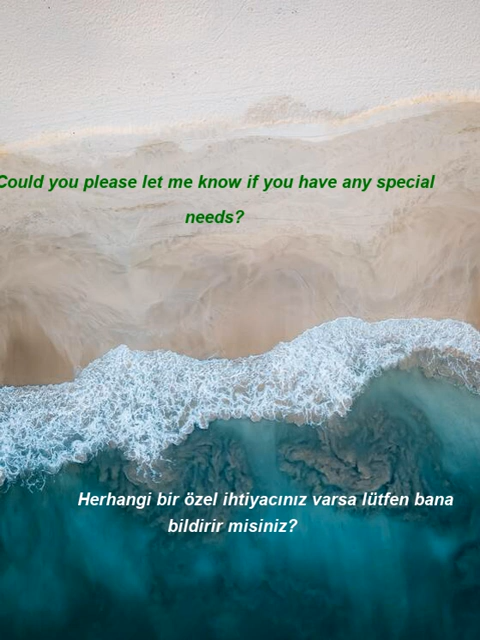 Could you please let me know if you have any special
needs?
Herhangi bir özel ihtiyacınız varsa lütfen bana
bildirir misiniz?